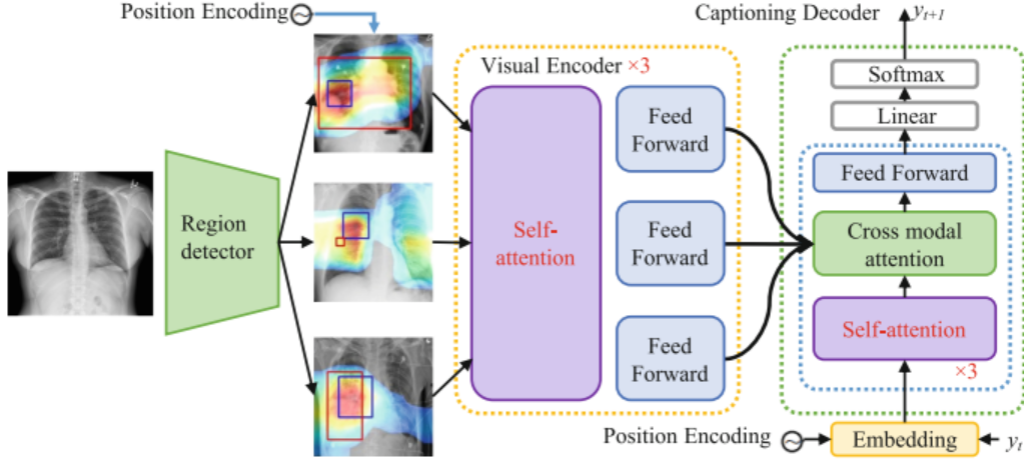 Position Encoding
Captioning Decoder
y_{t+1}
Visual Encoder ×3
Softmax
Linear
Feed
Forward
Feed Forward
Region
detector
Self-
attention
Feed
Forward
Cross modal
attention
Self-attention
×3
Feed
Forward
Position Encoding
Embedding
y_t